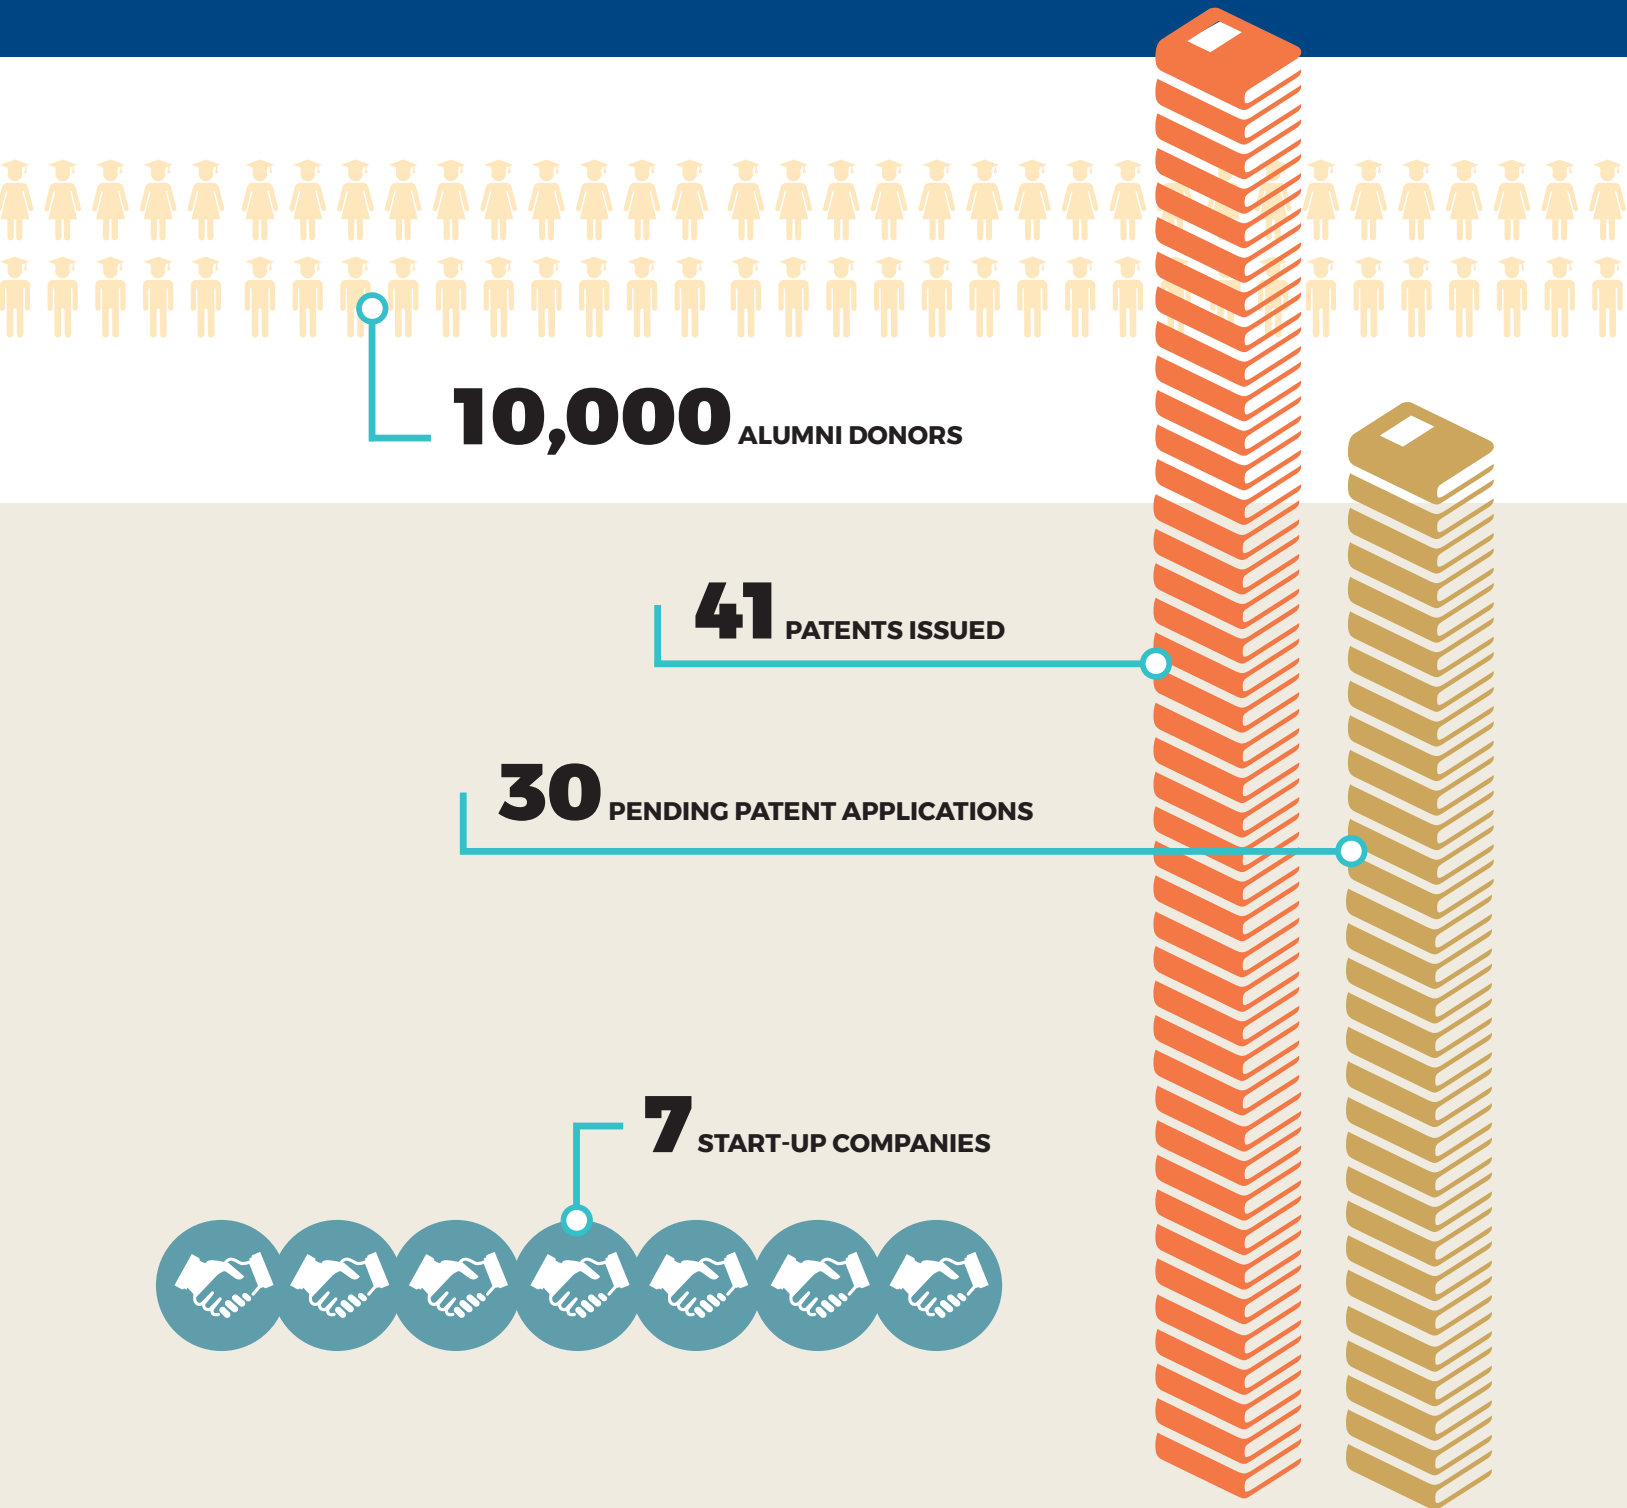 10,000 ALUMNI DONORS
41 PATENTS ISSUED
30 PENDING PATENT APPLICATIONS
7 START-UP COMPANIES